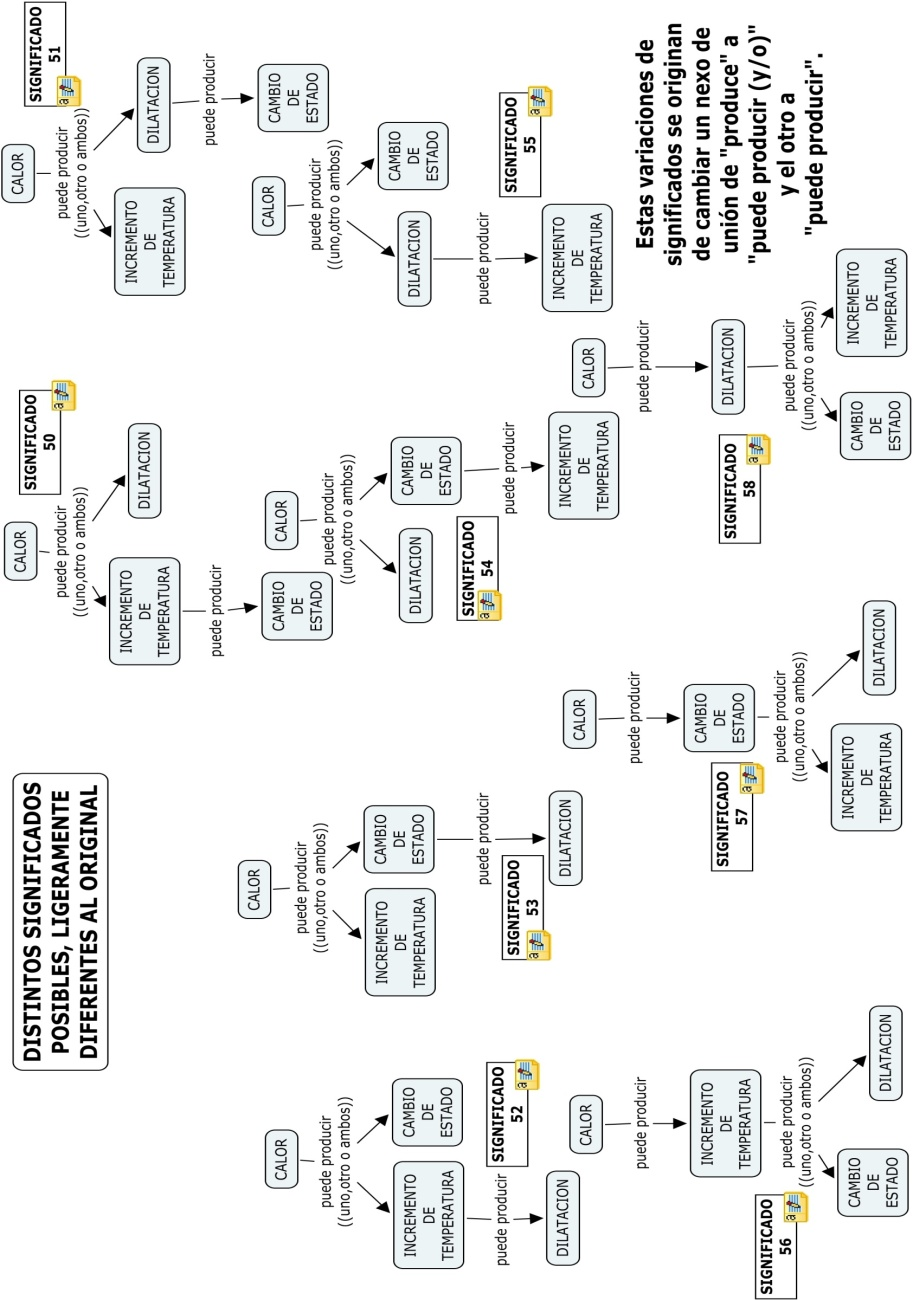 DISTINTOS SIGNIFICADOS
POSIBLES, LIGERAMENTE
DIFERENTES AL ORIGINAL
CALOR
puede producir
((uno,otro o ambos))
INCREMENTO
DE
TEMPERATURA
DILATACION
puede producir
CAMBIO
DE
ESTADO
SIGNIFICADO
50
CALOR
puede producir
((uno,otro o ambos))
INCREMENTO
DE
TEMPERATURA
DILATACION
puede producir
CAMBIO
DE
ESTADO
SIGNIFICADO
51
CALOR
puede producir
((uno,otro o ambos))
INCREMENTO
DE
TEMPERATURA
CAMBIO
DE
ESTADO
puede producir
DILATACION
SIGNIFICADO
52
CALOR
puede producir
((uno,otro o ambos))
INCREMENTO
DE
TEMPERATURA
CAMBIO
DE
ESTADO
puede producir
DILATACION
SIGNIFICADO
53
CALOR
puede producir
((uno,otro o ambos))
DILATACION
CAMBIO
DE
ESTADO
puede producir
INCREMENTO
DE
TEMPERATURA
SIGNIFICADO
54
CALOR
puede producir
((uno,otro o ambos))
DILATACION
CAMBIO
DE
ESTADO
puede producir
INCREMENTO
DE
TEMPERATURA
SIGNIFICADO
55
CALOR
puede producir
INCREMENTO
DE
TEMPERATURA
puede producir
((uno,otro o ambos))
CAMBIO
DE
ESTADO
DILATACION
SIGNIFICADO
56
CALOR
puede producir
CAMBIO
DE
ESTADO
puede producir
((uno,otro o ambos))
INCREMENTO
DE
TEMPERATURA
DILATACION
SIGNIFICADO
57
CALOR
puede producir
DILATACION
puede producir
((uno,otro o ambos))
CAMBIO
DE
ESTADO
INCREMENTO
DE
TEMPERATURA
SIGNIFICADO
58
Estas variaciones de
significados se originan
de cambiar un nexo de
unión de "produce" a
"puede producir (y/o)"
y el otro a
"puede producir".